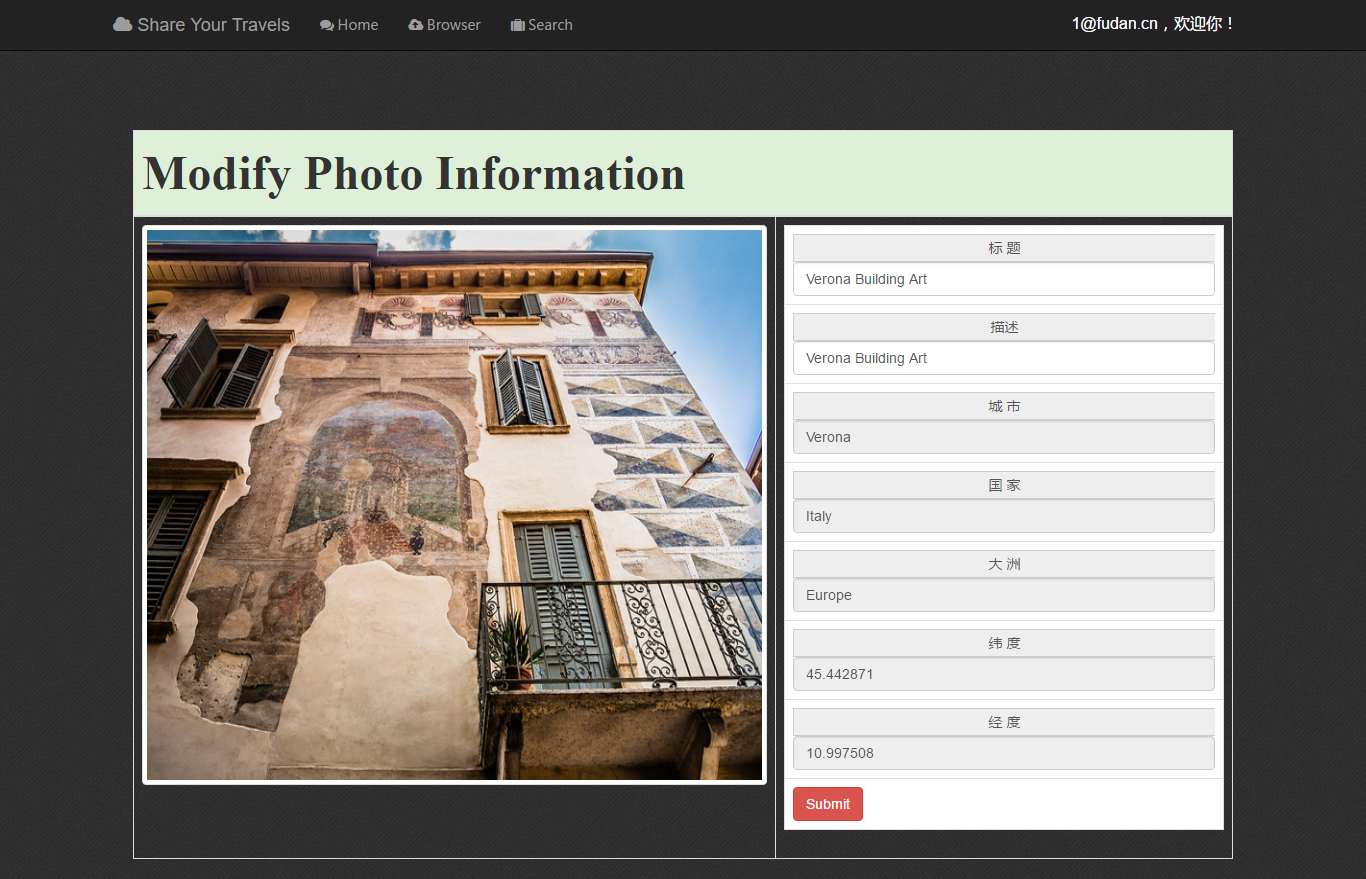 Share Your Travels Home Browser Search 1@fudan.cn，欢迎你！
Modify Photo Information
标 题
Verona Building Art
描述
Verona Building Art
城 市
Verona
国 家
Italy
大 洲
Europe
纬 度
45.442871
经 度
10.997508
Submit